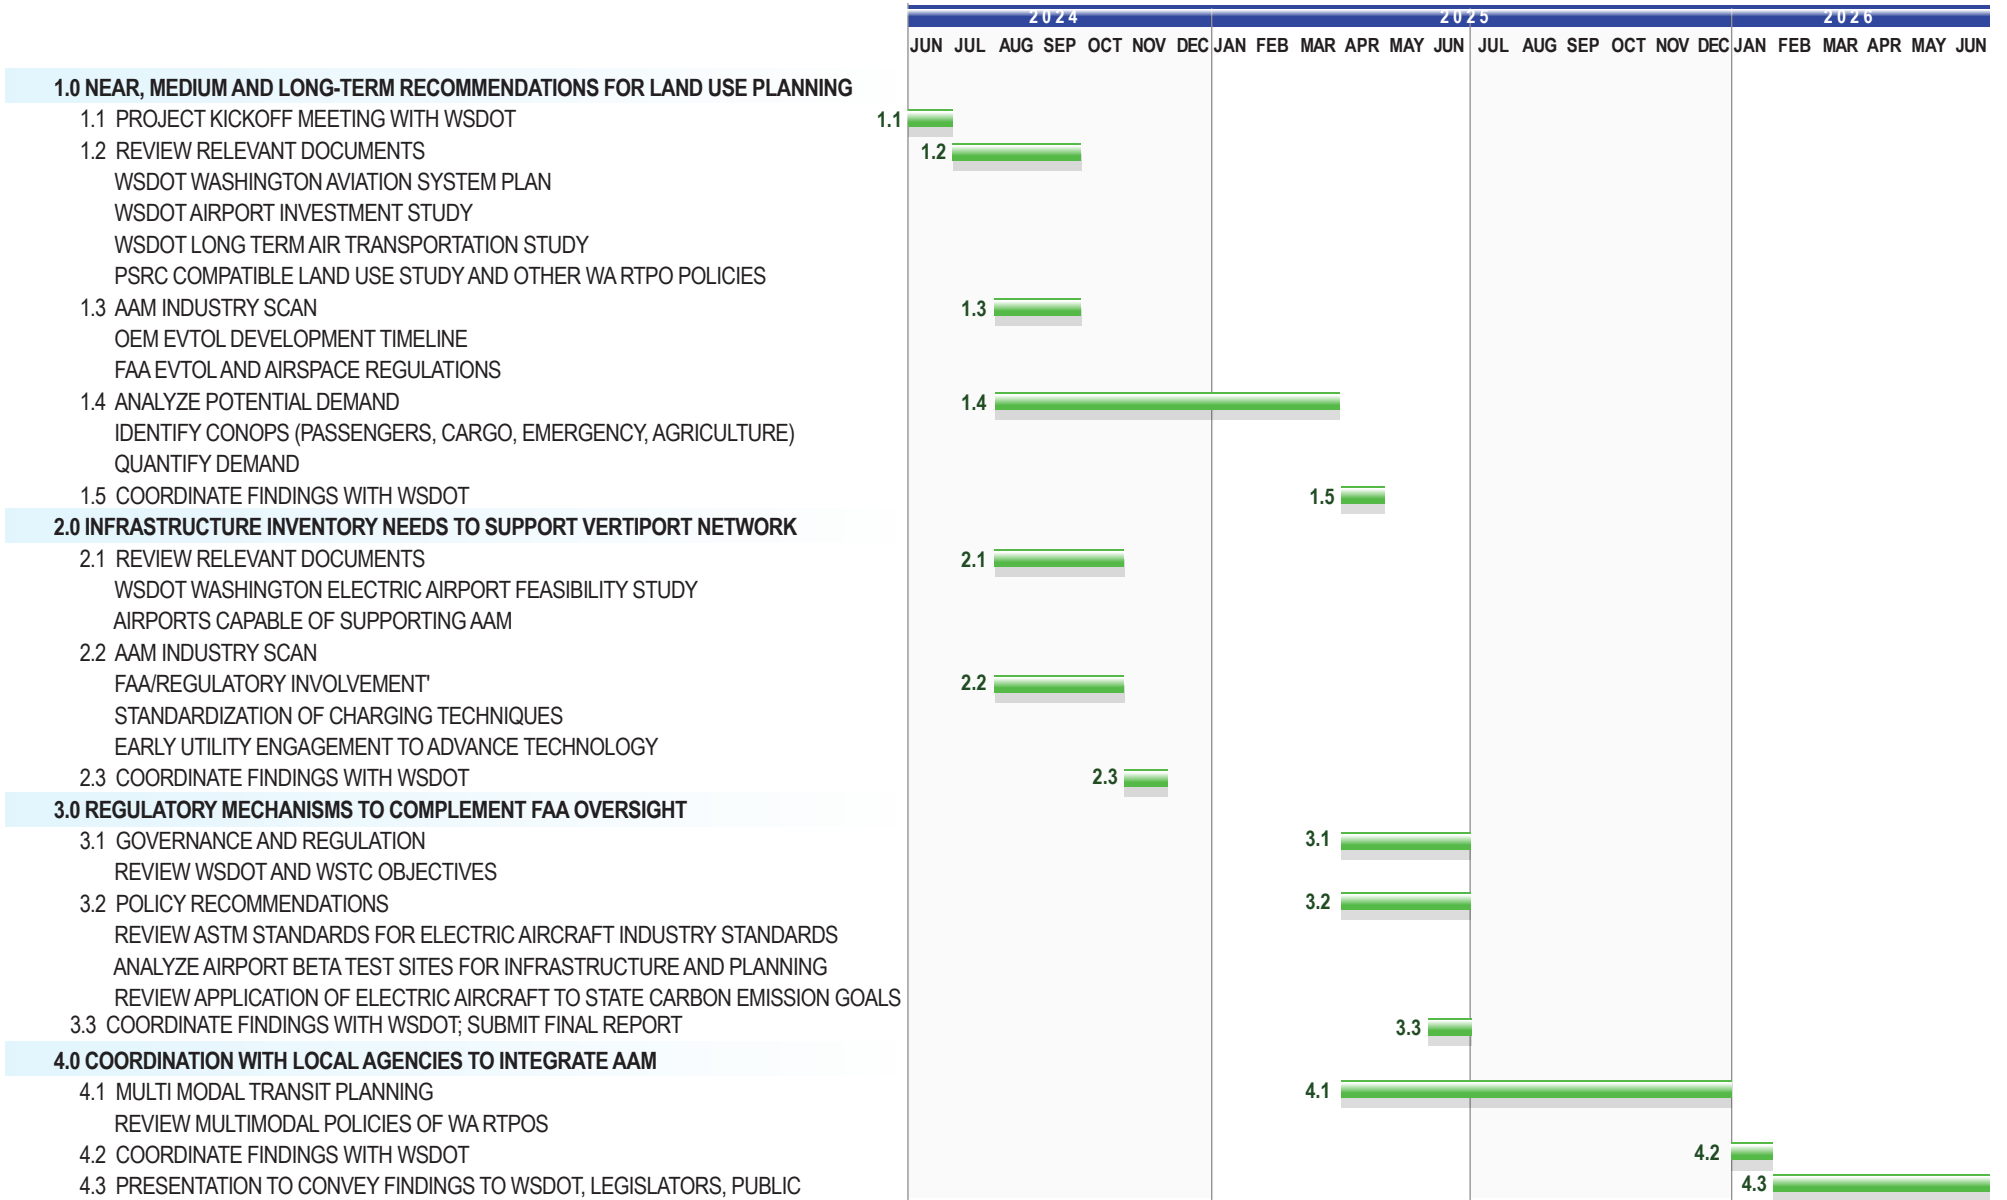 2024 2025 2026
JUN JUL AUG SEP OCT NOV DEC JAN FEB MAR APR MAY JUN JUL AUG SEP OCT NOV DEC JAN FEB MAR APR MAY JUN
1.0 NEAR, MEDIUM AND LONG-TERM RECOMMENDATIONS FOR LAND USE PLANNING
1.1 PROJECT KICKOFF MEETING WITH WSDOT 1.1
1.2 REVIEW RELEVANT DOCUMENTS 1.2
WSDOT WASHINGTON AVIATION SYSTEM PLAN
WSDOT AIRPORT INVESTMENT STUDY
WSDOT LONG TERM AIR TRANSPORTATION STUDY
PSRC COMPATIBLE LAND USE STUDY AND OTHER WA RTPO POLICIES
1.3 AAM INDUSTRY SCAN 1.3
OEM EVTOL DEVELOPMENT TIMELINE
FAA EVTOL AND AIRSPACE REGULATIONS
1.4 ANALYZE POTENTIAL DEMAND 1.4
IDENTIFY CONOPS (PASSENGERS, CARGO, EMERGENCY, AGRICULTURE)
QUANTIFY DEMAND
1.5 COORDINATE FINDINGS WITH WSDOT 1.5
2.0 INFRASTRUCTURE INVENTORY NEEDS TO SUPPORT VERTIPORT NETWORK
2.1 REVIEW RELEVANT DOCUMENTS 2.1
WSDOT WASHINGTON ELECTRIC AIRPORT FEASIBILITY STUDY
AIRPORTS CAPABLE OF SUPPORTING AAM
2.2 AAM INDUSTRY SCAN
FAA/REGULATORY INVOLVEMENT' 2.2
STANDARDIZATION OF CHARGING TECHNIQUES
EARLY UTILITY ENGAGEMENT TO ADVANCE TECHNOLOGY
2.3 COORDINATE FINDINGS WITH WSDOT 2.3
3.0 REGULATORY MECHANISMS TO COMPLEMENT FAA OVERSIGHT
3.1 GOVERNANCE AND REGULATION 3.1
REVIEW WSDOT AND WSTC OBJECTIVES
3.2 POLICY RECOMMENDATIONS 3.2
REVIEW ASTM STANDARDS FOR ELECTRIC AIRCRAFT INDUSTRY STANDARDS
ANALYZE AIRPORT BETA TEST SITES FOR INFRASTRUCTURE AND PLANNING
REVIEW APPLICATION OF ELECTRIC AIRCRAFT TO STATE CARBON EMISSION GOALS
3.3 COORDINATE FINDINGS WITH WSDOT; SUBMIT FINAL REPORT 3.3
4.0 COORDINATION WITH LOCAL AGENCIES TO INTEGRATE AAM
4.1 MULTI MODAL TRANSIT PLANNING 4.1
REVIEW MULTIMODAL POLICIES OF WA RTPOS
4.2 COORDINATE FINDINGS WITH WSDOT 4.2
4.3 PRESENTATION TO CONVEY FINDINGS TO WSDOT, LEGISLATORS, PUBLIC 4.3